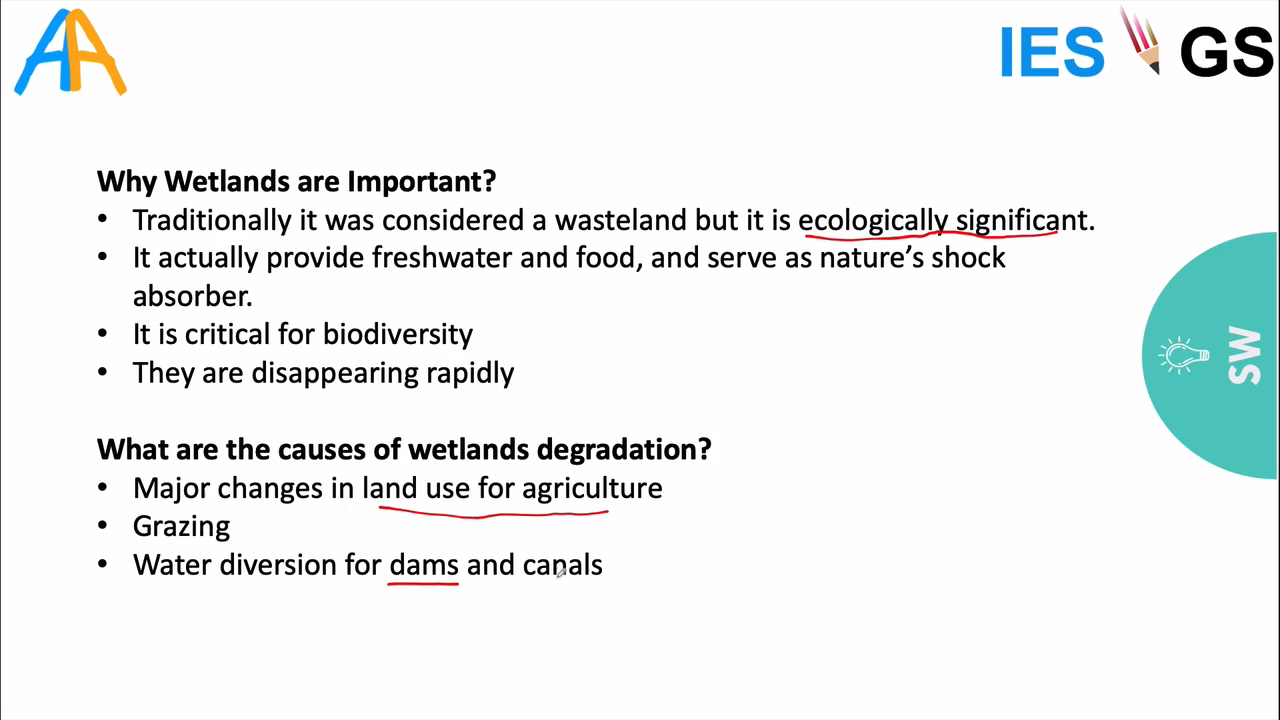 AA
IES GS
Why Wetlands are Important?
• Traditionally it was considered a wasteland but it is ecologically significant.
• It actually provide freshwater and food, and serve as nature’s shock
absorber.
• It is critical for biodiversity
• They are disappearing rapidly
What are the causes of wetlands degradation?
• Major changes in land use for agriculture
• Grazing
• Water diversion for dams and canals
SW